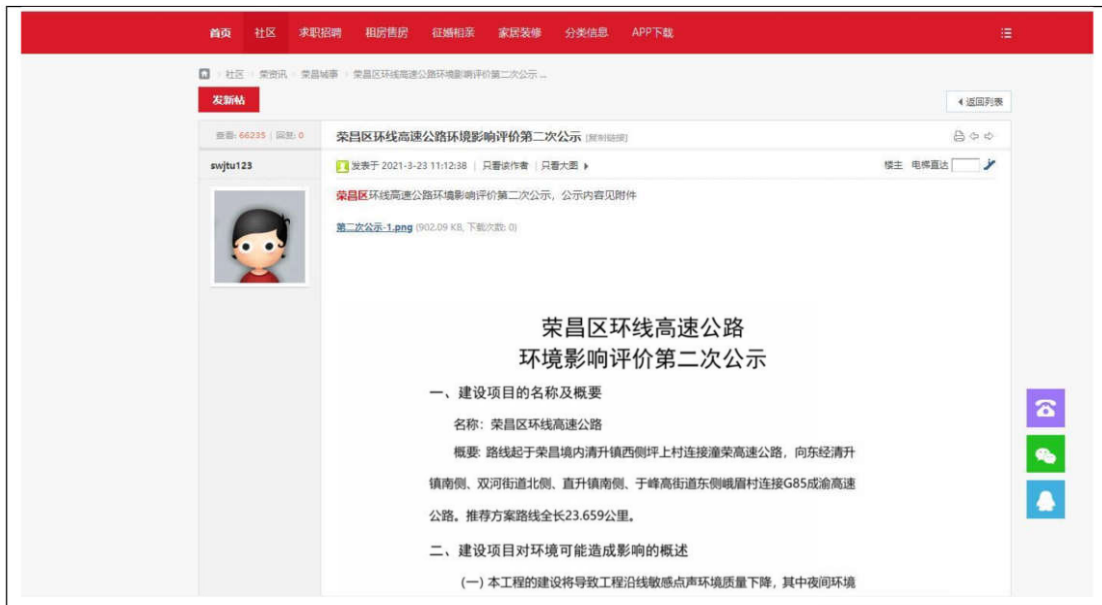 首页 社区 求职招聘 租房售房 征婚相亲 家居装修 分类信息 APP下载
社区 荣资讯 荣昌城事 荣昌区环线高速公路环境影响评价第二次公示 ...
发新帖
返回列表
查看: 66235 | 回复: 0
荣昌区环线高速公路环境影响评价第二次公示 [复制链接]
swjtu123
发表于 2021-3-23 11:12:38 | 只看该作者 | 只看大图
楼主 电梯直达
荣昌区环线高速公路环境影响评价第二次公示，公示内容见附件
第二次公示-1.png (902.09 KB, 下载次数: 0)
荣昌区环线高速公路
环境影响评价第二次公示
一、建设项目的名称及概要
名称：荣昌区环线高速公路
概要: 路线起于荣昌境内清升镇西侧坪上村连接潼荣高速公路，向东经清升
镇南侧、双河街道北侧、直升镇南侧、于峰高街道东侧峨眉村连接G85成渝高速
公路。推荐方案路线全长23.659公里。
二、建设项目对环境可能造成影响的概述
(一) 本工程的建设将导致工程沿线敏感点声环境质量下降，其中夜间环境